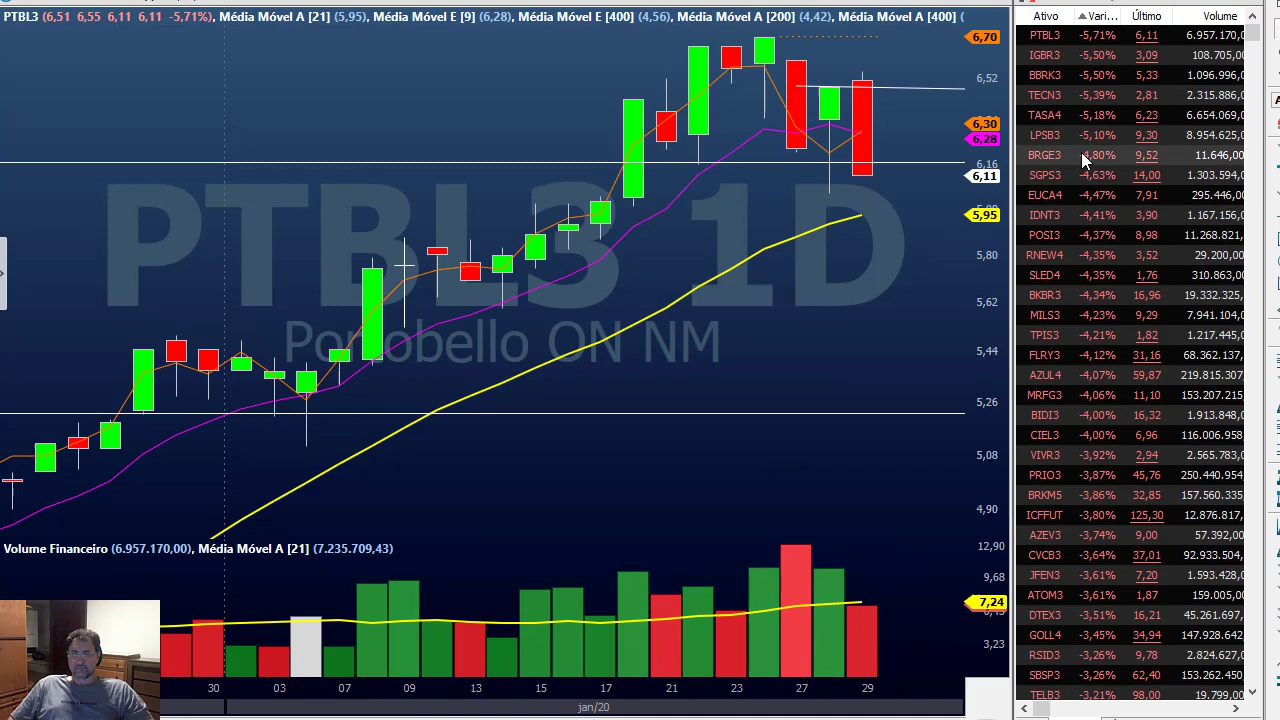 PTBL3 [1D] (6,51 6,55 6,11 6,11 -5,71%), Média Móvel A [21] (5,95), Média Móvel E [9] (6,28), Média Móvel E [400] (4,56), Média Móvel A [200] (4,42), Média Móvel A [400] (
PTBL3 1D
Portobello ON NM
6,70
6,52
6,30
6,28
6,16
6,11
5,95
5,80
5,62
5,44
5,26
5,08
4,90
Volume Financeiro (6.957.170,00), Média Móvel A [21] (7.235.709,43)
12,90
9,68
7,24
3,23
30 03 07 09 13 15 17 21 23 27 29
jan/20
Ativo Vari... Último Volume
PTBL3 -5,71% 6,11 6.957.170,0
IGBR3 -5,50% 3,09 108.705,00
BBRK3 -5,50% 5,33 1.096.996,0
TECN3 -5,39% 2,81 2.315.886,0
TASA4 -5,18% 6,23 6.654.069,0
LPSB3 -5,10% 9,30 8.954.625,0
BRGE3 -4,80% 9,52 11.646,00
SGPS3 -4,63% 14,00 1.303.594,0
EUCA4 -4,47% 7,91 295.446,00
IDNT3 -4,41% 3,90 1.167.156,0
POSI3 -4,37% 8,98 11.268.821,
RNEW4 -4,35% 3,52 29.200,00
SLED4 -4,35% 1,76 310.863,00
BKBR3 -4,34% 16,96 19.332.325,
MILS3 -4,23% 9,29 7.941.104,0
TPIS3 -4,21% 1,82 1.217.445,0
FLRY3 -4,12% 31,16 68.362.137,
AZUL4 -4,07% 59,87 219.815.307,
MRFG3 -4,06% 11,10 153.207.215,
BIDI3 -4,00% 16,32 1.913.848,0
CIEL3 -4,00% 6,96 116.006.958,
VIVR3 -3,92% 2,94 2.565.783,0
PRIO3 -3,87% 45,76 250.440.954,
BRKM5 -3,86% 32,85 157.560.335,
ICFFUT -3,80% 125,30 12.876.817,
AZEV3 -3,74% 9,00 57.392,00
CVCB3 -3,64% 37,01 92.933.504,
JFEN3 -3,61% 7,20 1.593.428,0
ATOM3 -3,61% 1,87 159.005,00
DTEX3 -3,51% 16,21 45.261.697,
GOLL4 -3,45% 34,94 147.928.642,
RSID3 -3,26% 9,78 2.824.627,0
SBSP3 -3,26% 62,40 153.262.450,
TELB3 -3,21% 98,00 19.799,00